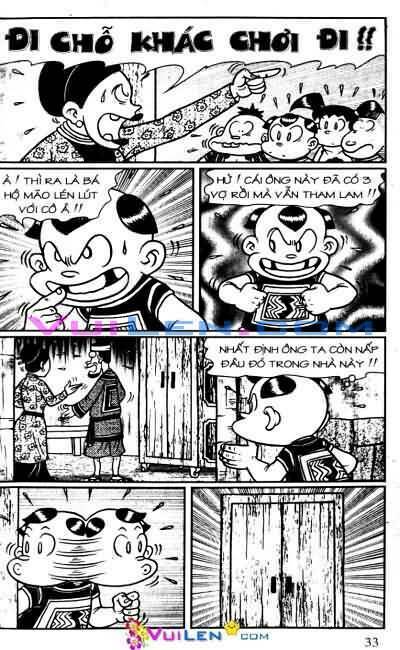 ĐI CHỖ KHÁC CHƠI ĐI !!
À ! THÌ RA LÀ BÁ
HỘ MÃO LÉN LÚT
VỚI CÔ Ả !!
HỪ ! CÁI ÔNG NÀY ĐÃ CÓ 3
VỢ RỒI MÀ VẪN THAM LAM !!
VUILEN.COM
NHẤT ĐỊNH ÔNG TA CÒN NẤP
ĐÂU ĐÓ TRONG NHÀ NÀY !!
33
VUILEN.COM